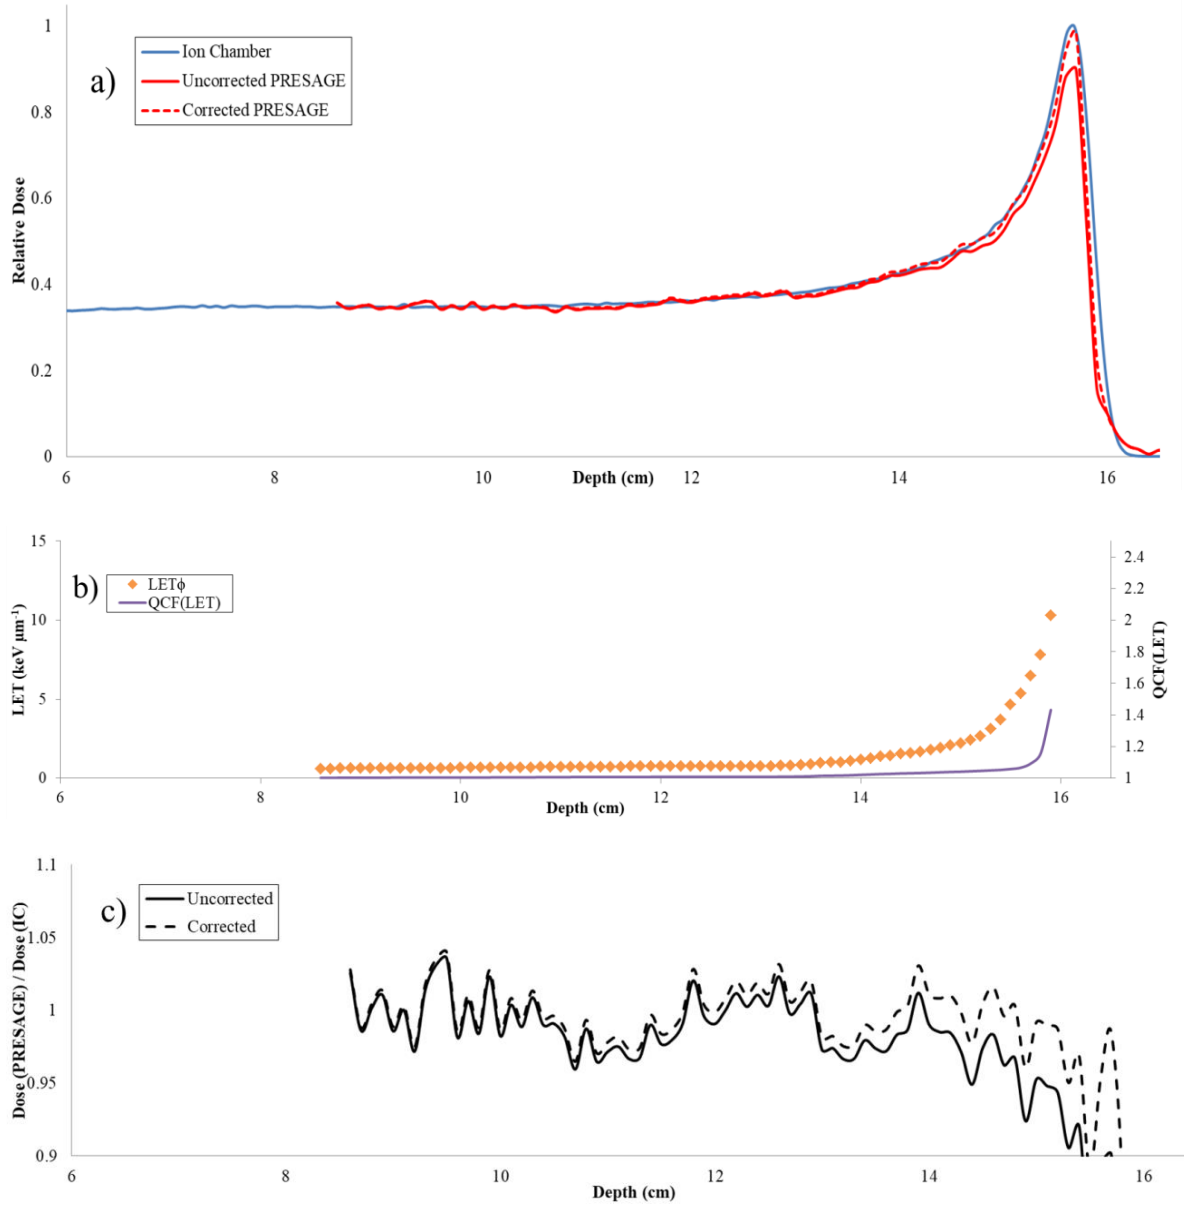 a)
Ion Chamber
Uncorrected PRESAGE
Corrected PRESAGE
Relative Dose
1
0.8
0.6
0.4
0.2
0
6 8 10 12 14 16
Depth (cm)
b)
LETϕ
QCF(LET)
LET (keV μm⁻¹)
15
10
5
0
QCF(LET)
2.4
2.2
2
1.8
1.6
1.4
1.2
1
6 8 10 12 14 16
Depth (cm)
c)
Uncorrected
Corrected
Dose (PRESAGE) / Dose (IC)
1.1
1.05
1
0.95
0.9
6 8 10 12 14 16
Depth (cm)